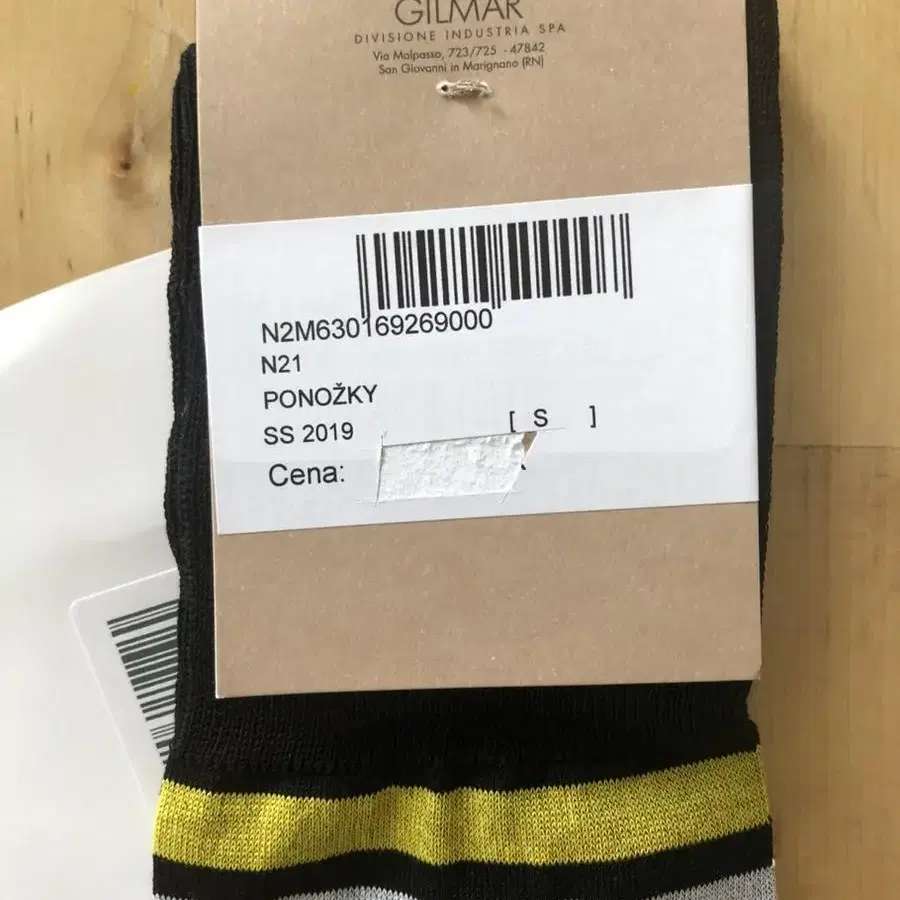 GILMAR
DIVISIONE INDUSTRIA SPA
Via Malpasso, 723/725 - 47842
San Giovanni in Marignano (RN)
N2M630169269000
N21
PONOŽKY
SS 2019 [ S ]
Cena: